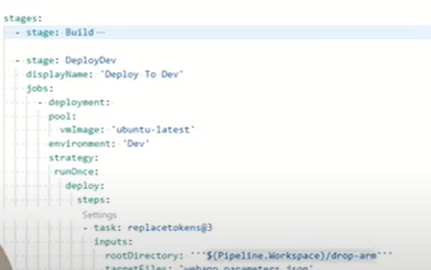 stages:
- stage: Build ...
- stage: DeployDev
displayName: 'Deploy To Dev'
jobs:
- deployment:
pool:
vmImage: 'ubuntu-latest'
environment: 'Dev'
strategy:
runOnce:
deploy:
steps:
Settings
- task: replacetokens@3
inputs:
rootDirectory: '$(Pipeline.Workspace)/drop-arm'
targetFiles: 'webapp.parameters.json'